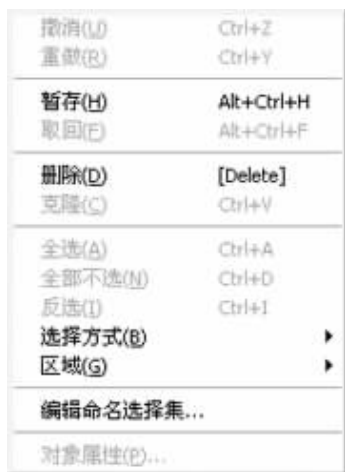 撤消(U) Ctrl+Z
重做(R) Ctrl+Y
暂存(H) Alt+Ctrl+H
取回(F) Alt+Ctrl+F
删除(D) [Delete]
克隆(C) Ctrl+V
全选(A) Ctrl+A
全部不选(N) Ctrl+D
反选(I) Ctrl+I
选择方式(B)
区域(G)
编辑命名选择集...
对象属性(P)...